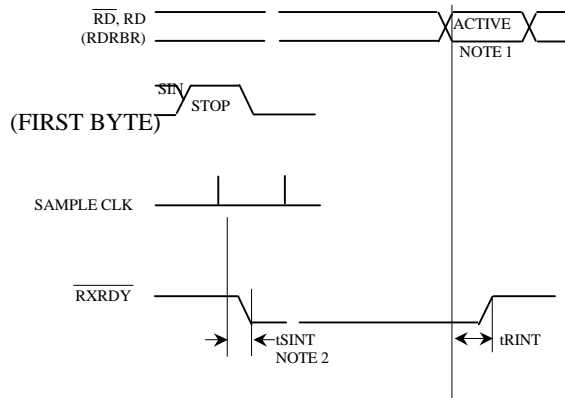 RD, RD
(RDRBR)
ACTIVE
NOTE 1
SIN
STOP
(FIRST BYTE)
SAMPLE CLK
RXRDY
tSINT
NOTE 2
tRINT